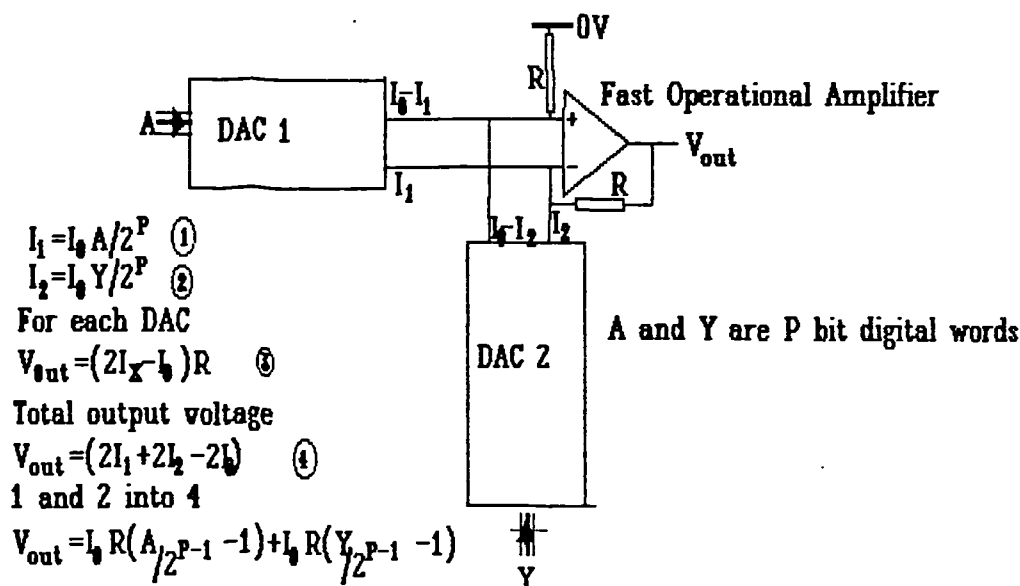 0V
R
I₀-I₁
Fast Operational Amplifier
A
DAC 1
+
Vout
-
I₁
R
I₀-I₂
I₂
I₁=I₀A/2^P ①
I₂=I₀Y/2^P ②
For each DAC
Vout=(2Iₓ-I₀)R ③
A and Y are P bit digital words
DAC 2
Total output voltage
Vout=(2I₁+2I₂-2I₀) ④
1 and 2 into 4
Vout=I₀R(A/2^P-1 -1)+I₀R(Y/2^P-1 -1)
Y